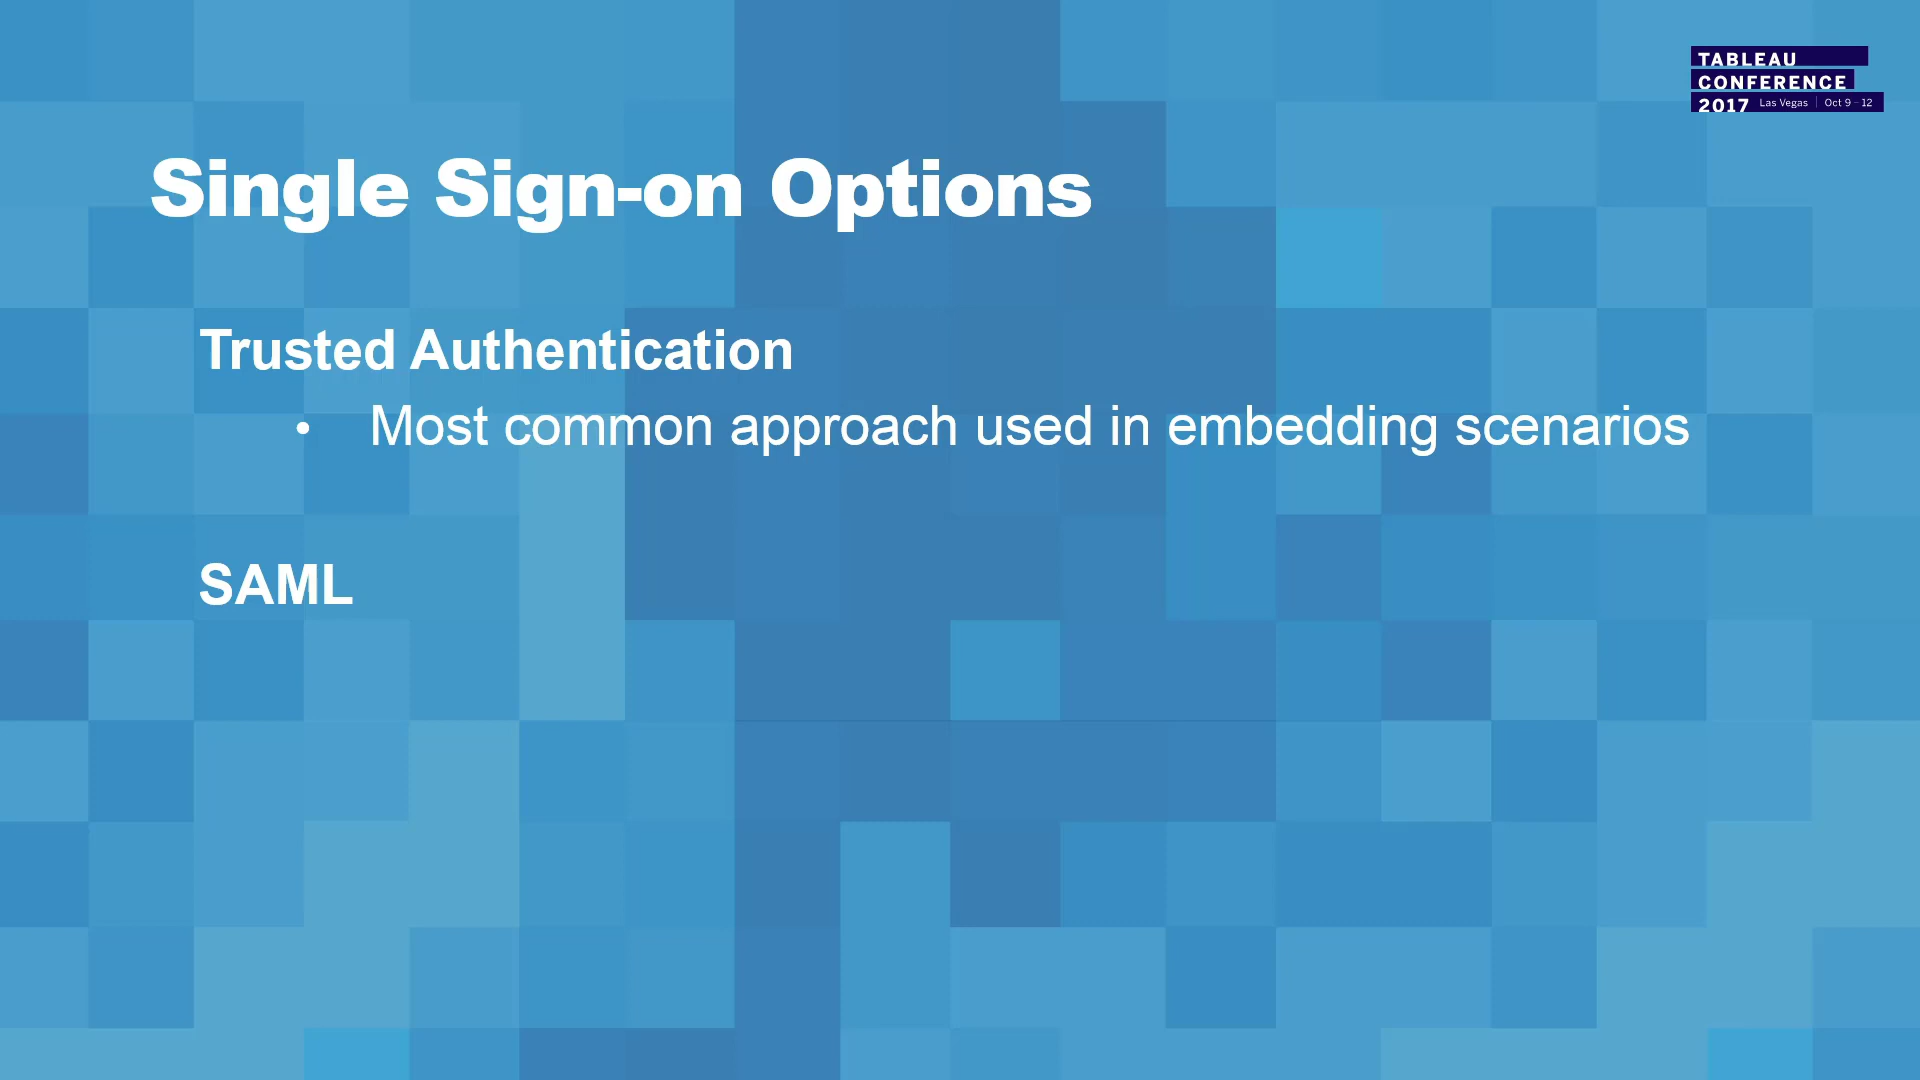 TABLEAU
CONFERENCE
2017 Las Vegas | Oct 9 - 12
Single Sign-on Options
Trusted Authentication
• Most common approach used in embedding scenarios
SAML